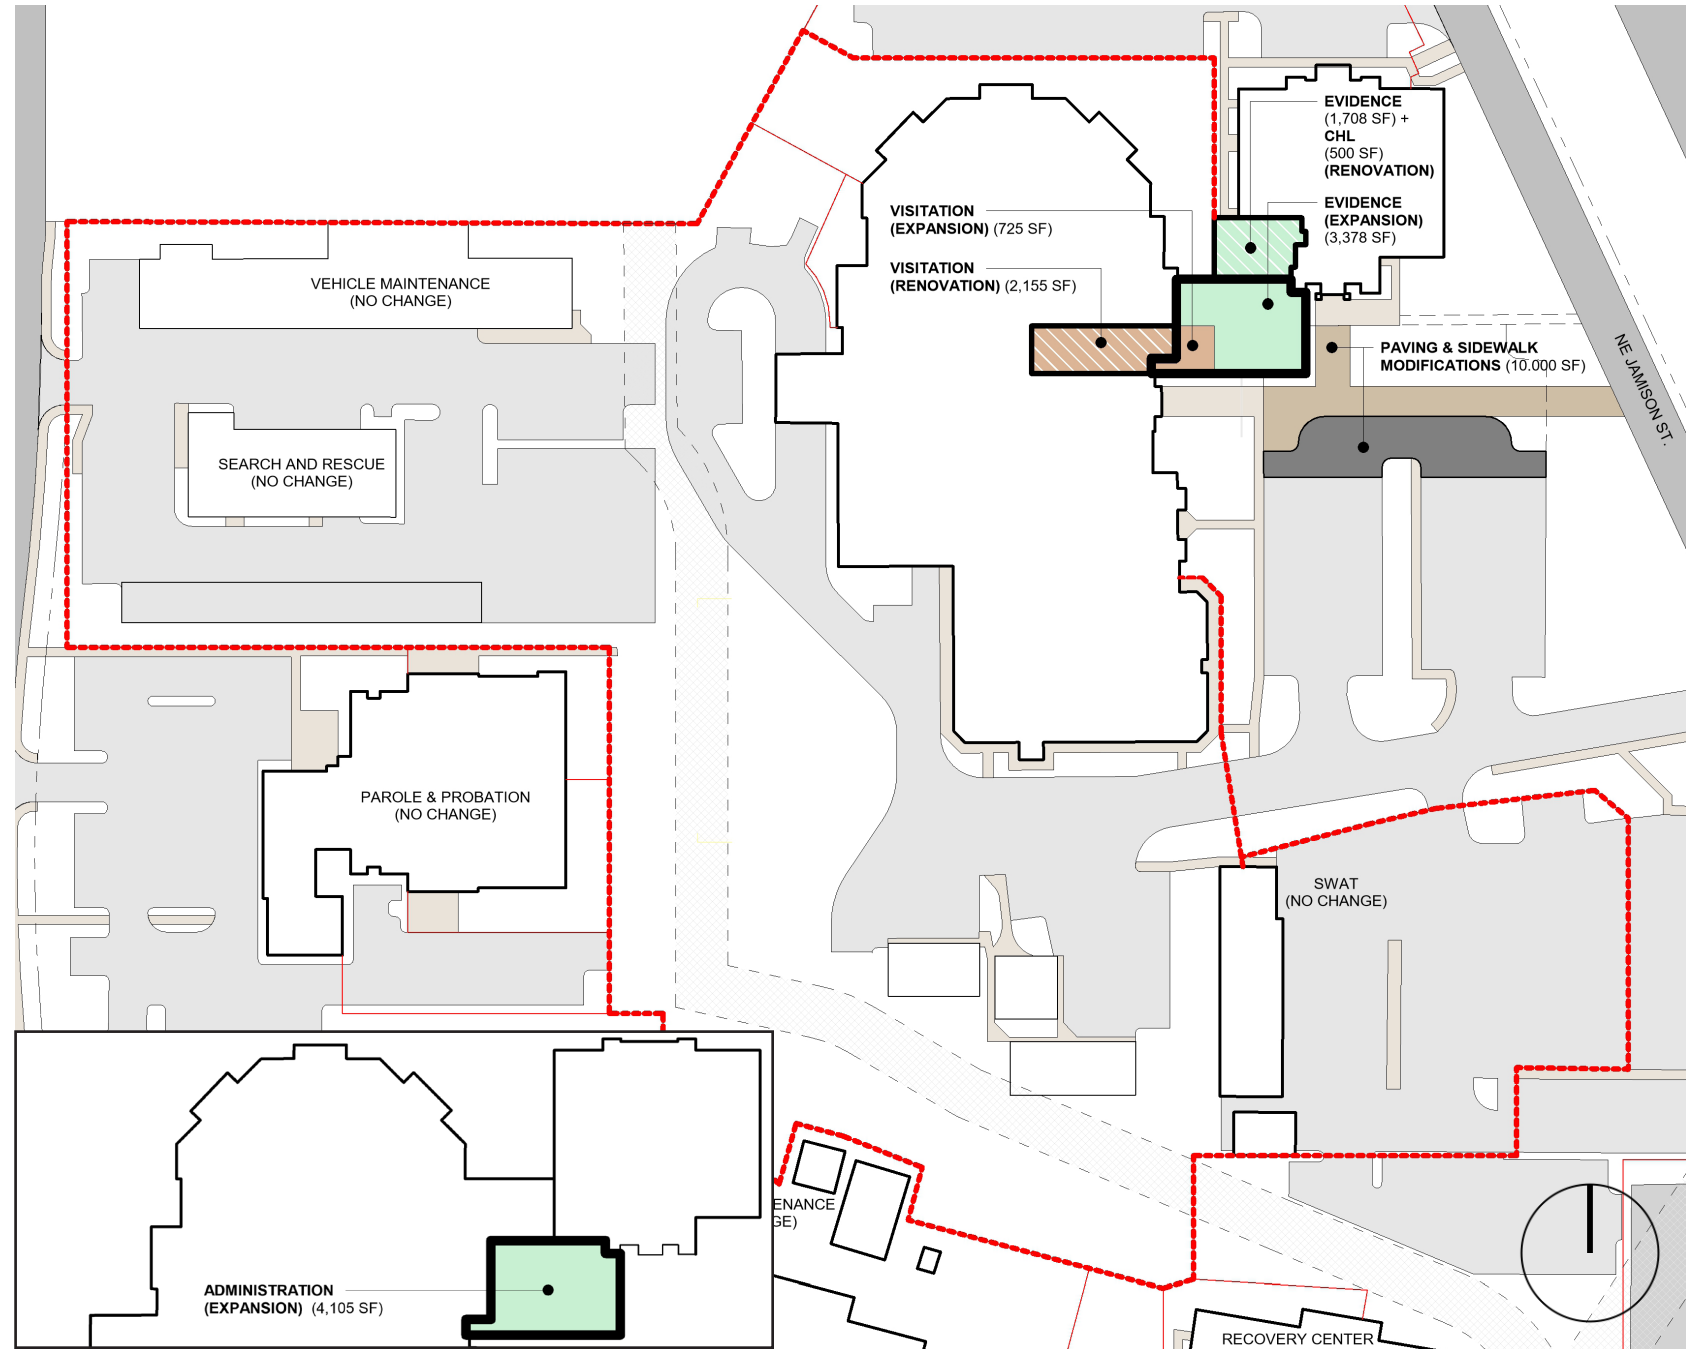 EVIDENCE
(1,708 SF) +
CHL
(500 SF)
(RENOVATION)
VISITATION
(EXPANSION) (725 SF)
EVIDENCE
(EXPANSION)
(3,378 SF)
VISITATION
(RENOVATION) (2,155 SF)
VEHICLE MAINTENANCE
(NO CHANGE)
PAVING & SIDEWALK
MODIFICATIONS (10.000 SF)
NE JAMISON ST.
SEARCH AND RESCUE
(NO CHANGE)
PAROLE & PROBATION
(NO CHANGE)
SWAT
(NO CHANGE)
ENANCE
GE)
ADMINISTRATION
(EXPANSION) (4,105 SF)
RECOVERY CENTER